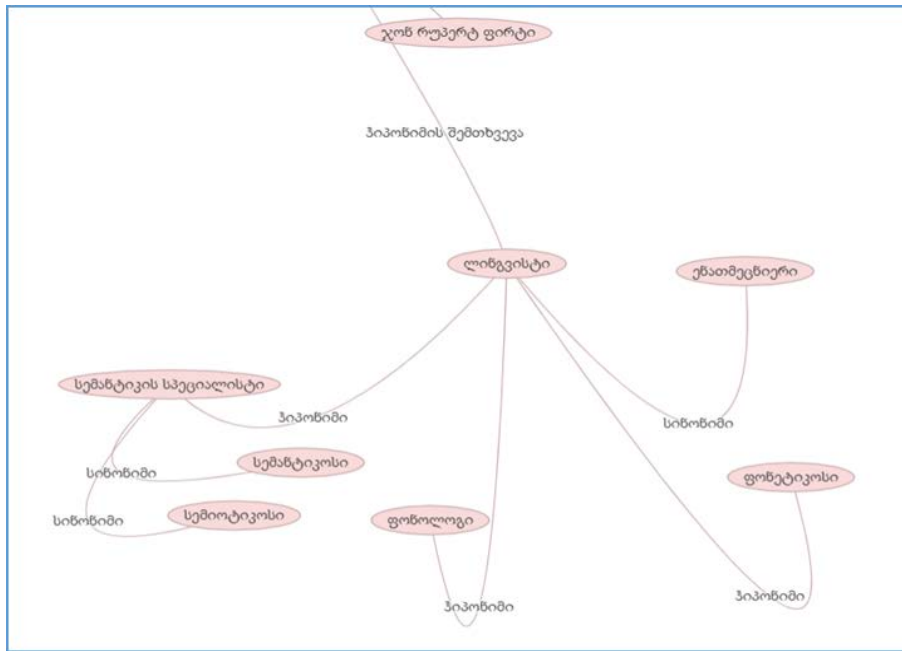 ჯონ რუპერტ ფირტი
ჰიპონიმის შემთხვევა
ლინგვისტი
ენათმეცნიერი
სემანტიკის სპეციალისტი
ჰიპონიმი
სინონიმი
სემანტიკოსი
სინონიმი
ფონეტიკოსი
სემიოტიკოსი
სინონიმი
ფონოლოგი
ჰიპონიმი
ჰიპონიმი